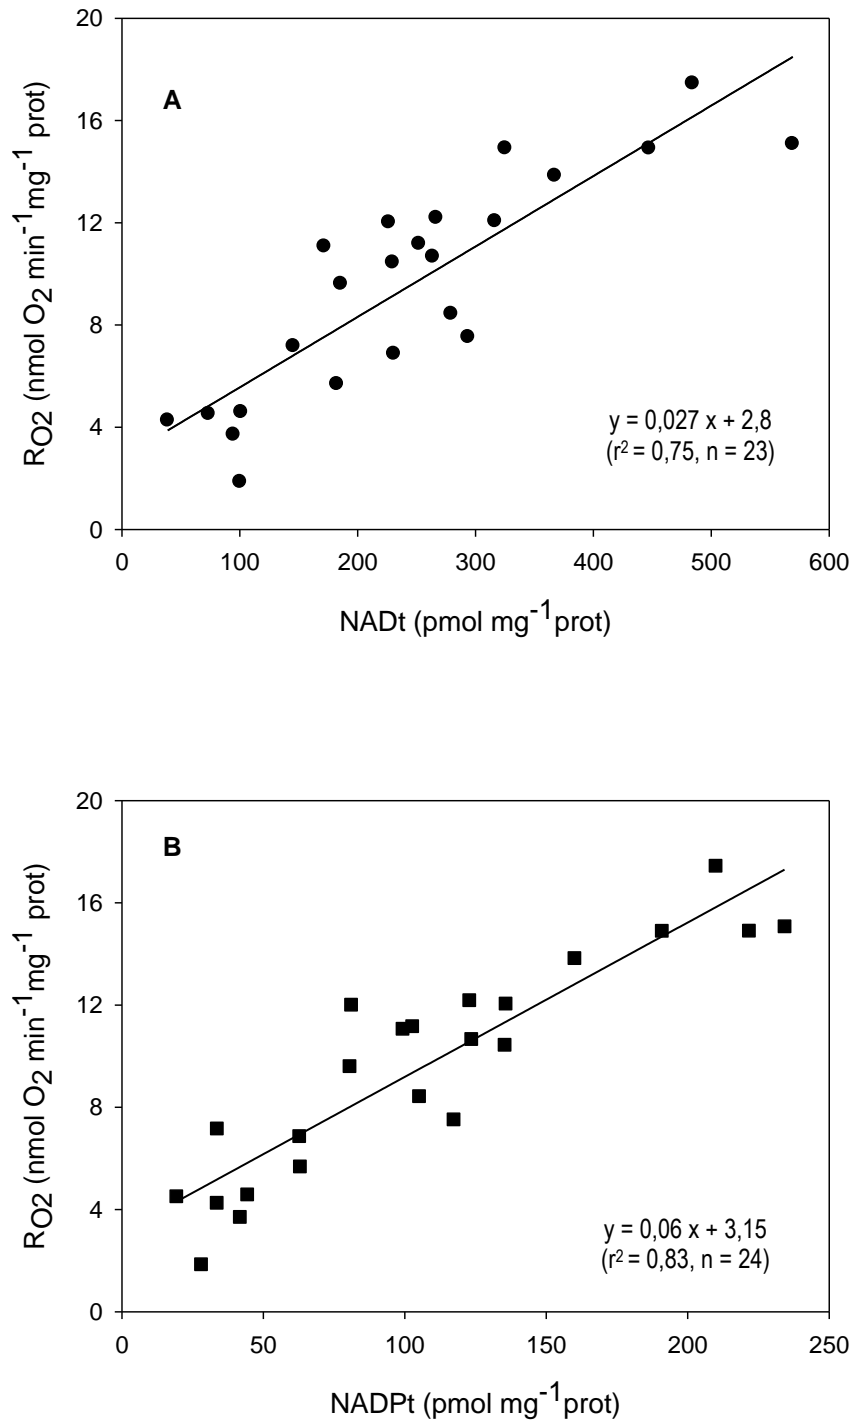 20
16
12
8
4
0
A
R_O2 (nmol O₂ min⁻¹mg⁻¹ prot)
y = 0,027 x + 2,8
(r² = 0,75, n = 23)
0 100 200 300 400 500 600
NADt (pmol mg⁻¹prot)
20
16
12
8
4
0
B
R_O2 (nmol O₂ min⁻¹mg⁻¹ prot)
y = 0,06 x + 3,15
(r² = 0,83, n = 24)
0 50 100 150 200 250
NADPt (pmol mg⁻¹prot)